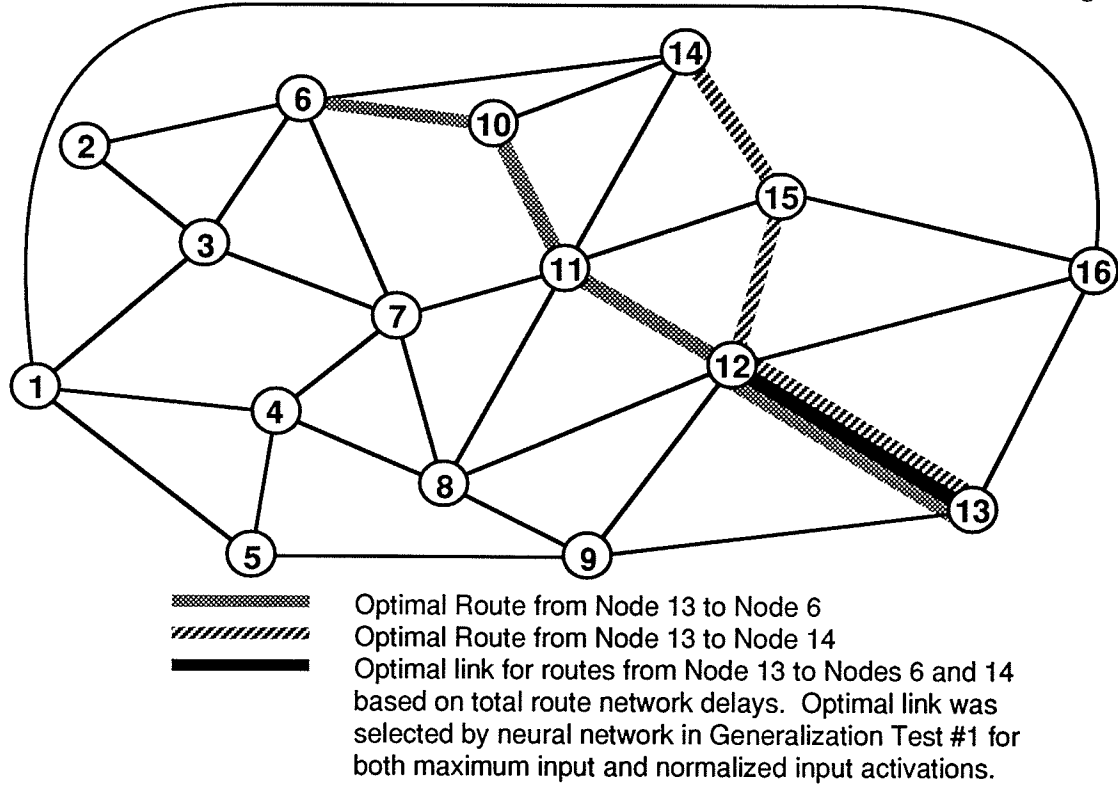 14
6
10
2
15
3
11
16
7
12
1
4
8
13
5
9
Optimal Route from Node 13 to Node 6
Optimal Route from Node 13 to Node 14
Optimal link for routes from Node 13 to Nodes 6 and 14
based on total route network delays. Optimal link was
selected by neural network in Generalization Test #1 for
both maximum input and normalized input activations.